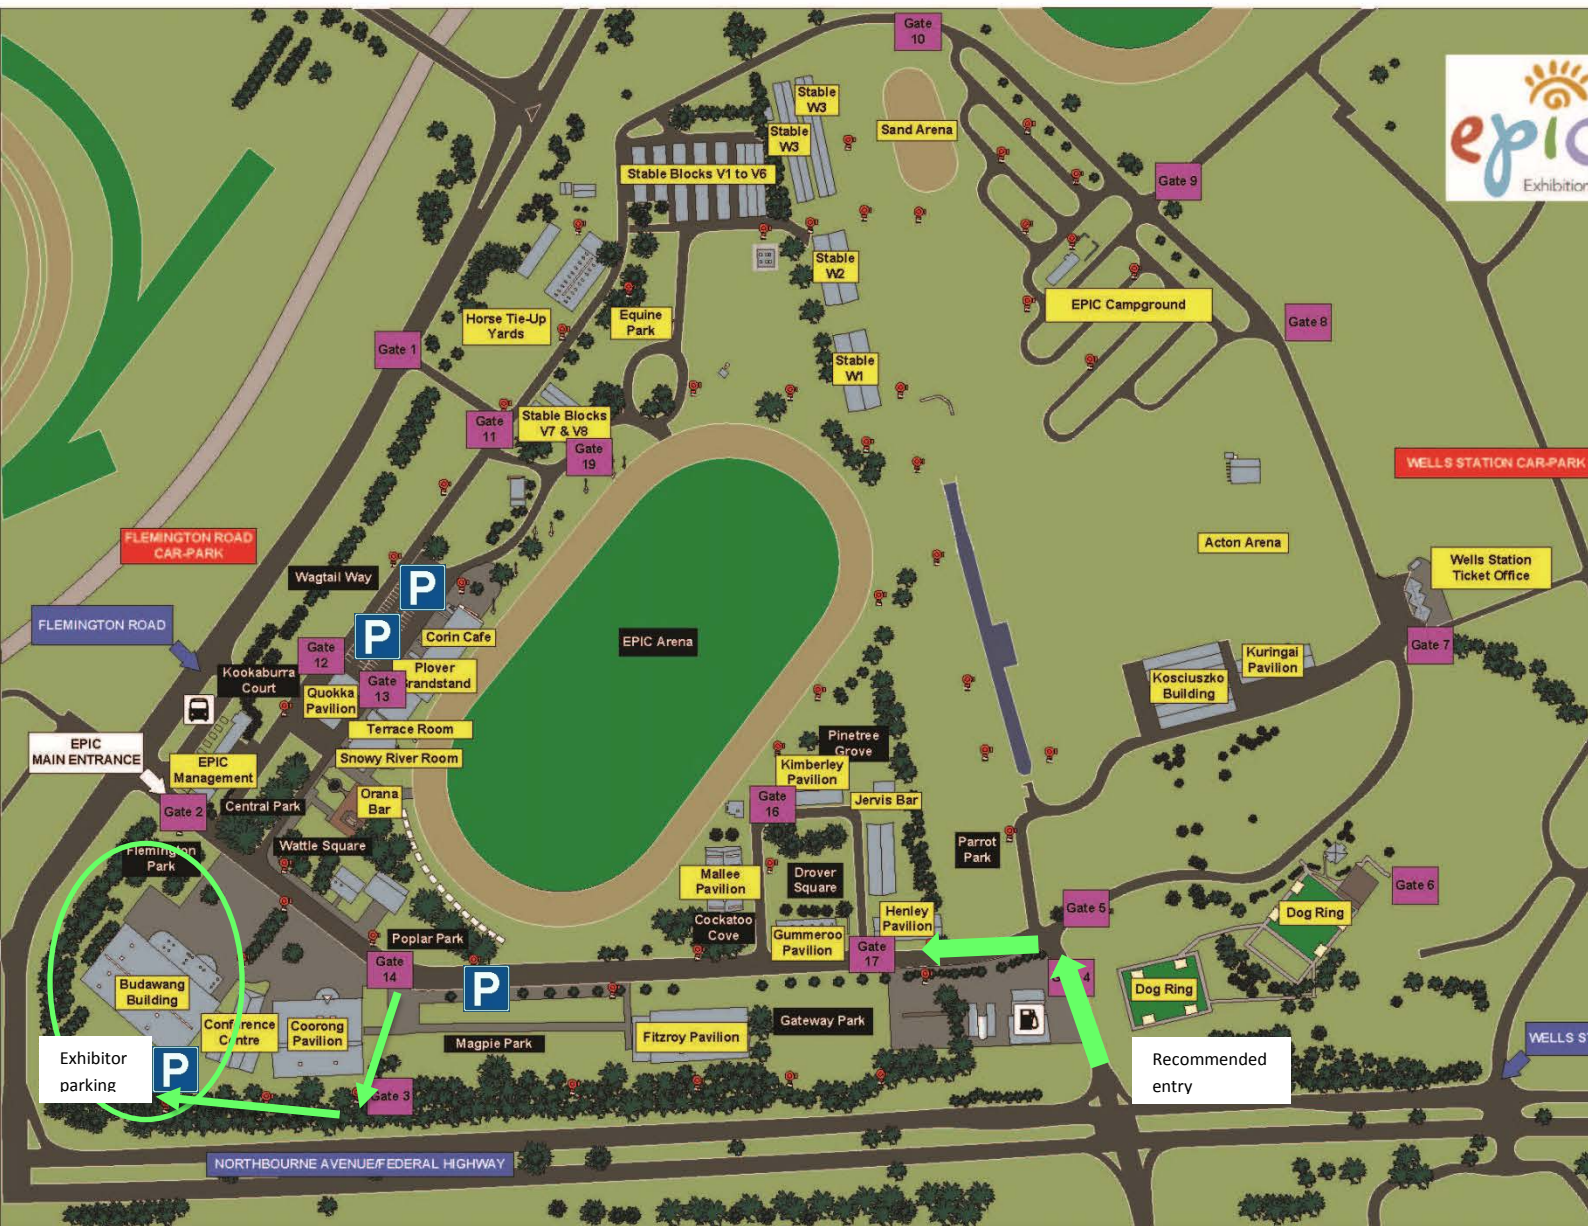 Gate
10
epic
Exhibition
Stable
W3
Stable
W3
Sand Arena
Stable Blocks V1 to V6
Gate 9
Stable
W2
EPIC Campground
Gate 8
Horse Tie-Up
Yards
Equine
Park
Gate 1
Stable
W1
Gate
11
Stable Blocks
V7 & V8
Gate
19
WELLS STATION CAR-PARK
FLEMINGTON ROAD
CAR-PARK
Acton Arena
Wells Station
Ticket Office
Wagtail Way
P
P
FLEMINGTON ROAD
Corin Cafe
EPIC Arena
Gate
12
Gate 7
Kookaburra
Court
Plover
Grandstand
Gate
13
Quokka
Pavilion
Kuringai
Pavilion
Kosciuszko
Building
Terrace Room
Snowy River Room
EPIC
MAIN ENTRANCE
EPIC
Management
Pinetree
Grove
Kimberley
Pavilion
Orana
Bar
Gate 2
Central Park
Gate
16
Jervis Bar
Wattle Square
Flemington
Park
Parrot
Park
Mallee
Pavilion
Drover
Square
Gate 6
Gate 5
Dog Ring
Henley
Pavilion
Cockatoo
Cove
Gummeroo
Pavilion
Gate
17
Poplar Park
Gate
14
P
Budawang
Building
Dog Ring
4
Conference
Centre
Coorong
Pavilion
Magpie Park
Fitzroy Pavilion
Gateway Park
WELLS S
Exhibitor
parking
P
Recommended
entry
Gate 3
NORTHBOURNE AVENUE/FEDERAL HIGHWAY